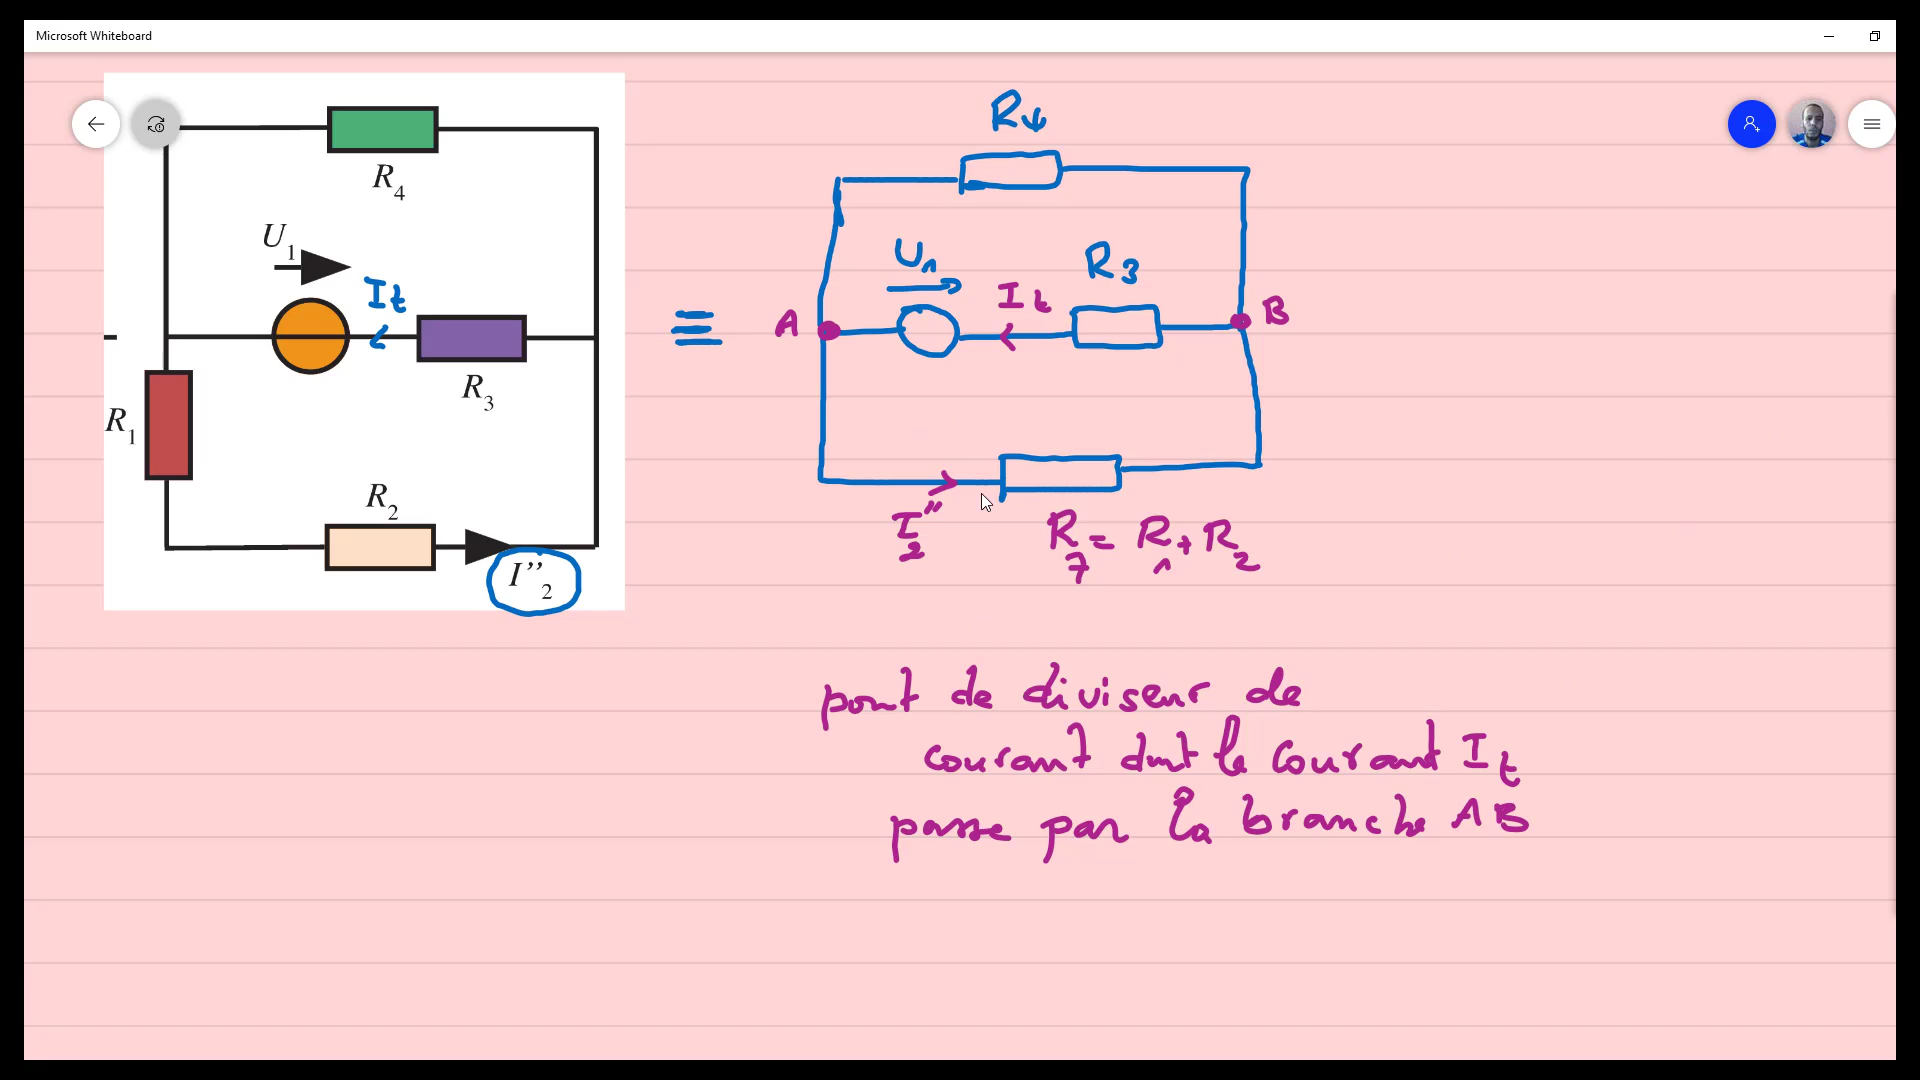 Microsoft Whiteboard
R4
U1
It
R3
R1
R2
I”2
≡
R4
U1
R3
It
A
B
I"2
R7 = R1 + R2
pont de diviseur de
courant dont le courant It
passe par la branche AB